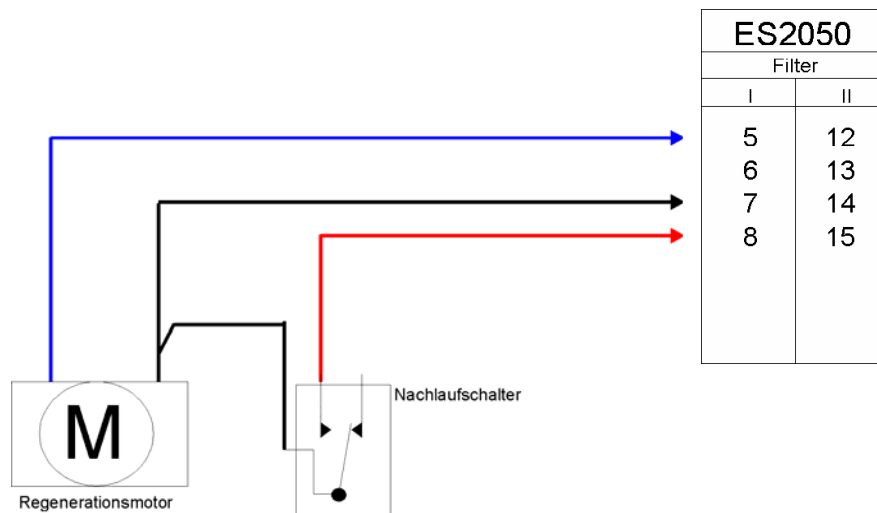 ES2050
Filter
I II
5 12
6 13
7 14
8 15
Nachlaufschalter
M
Regenerationsmotor